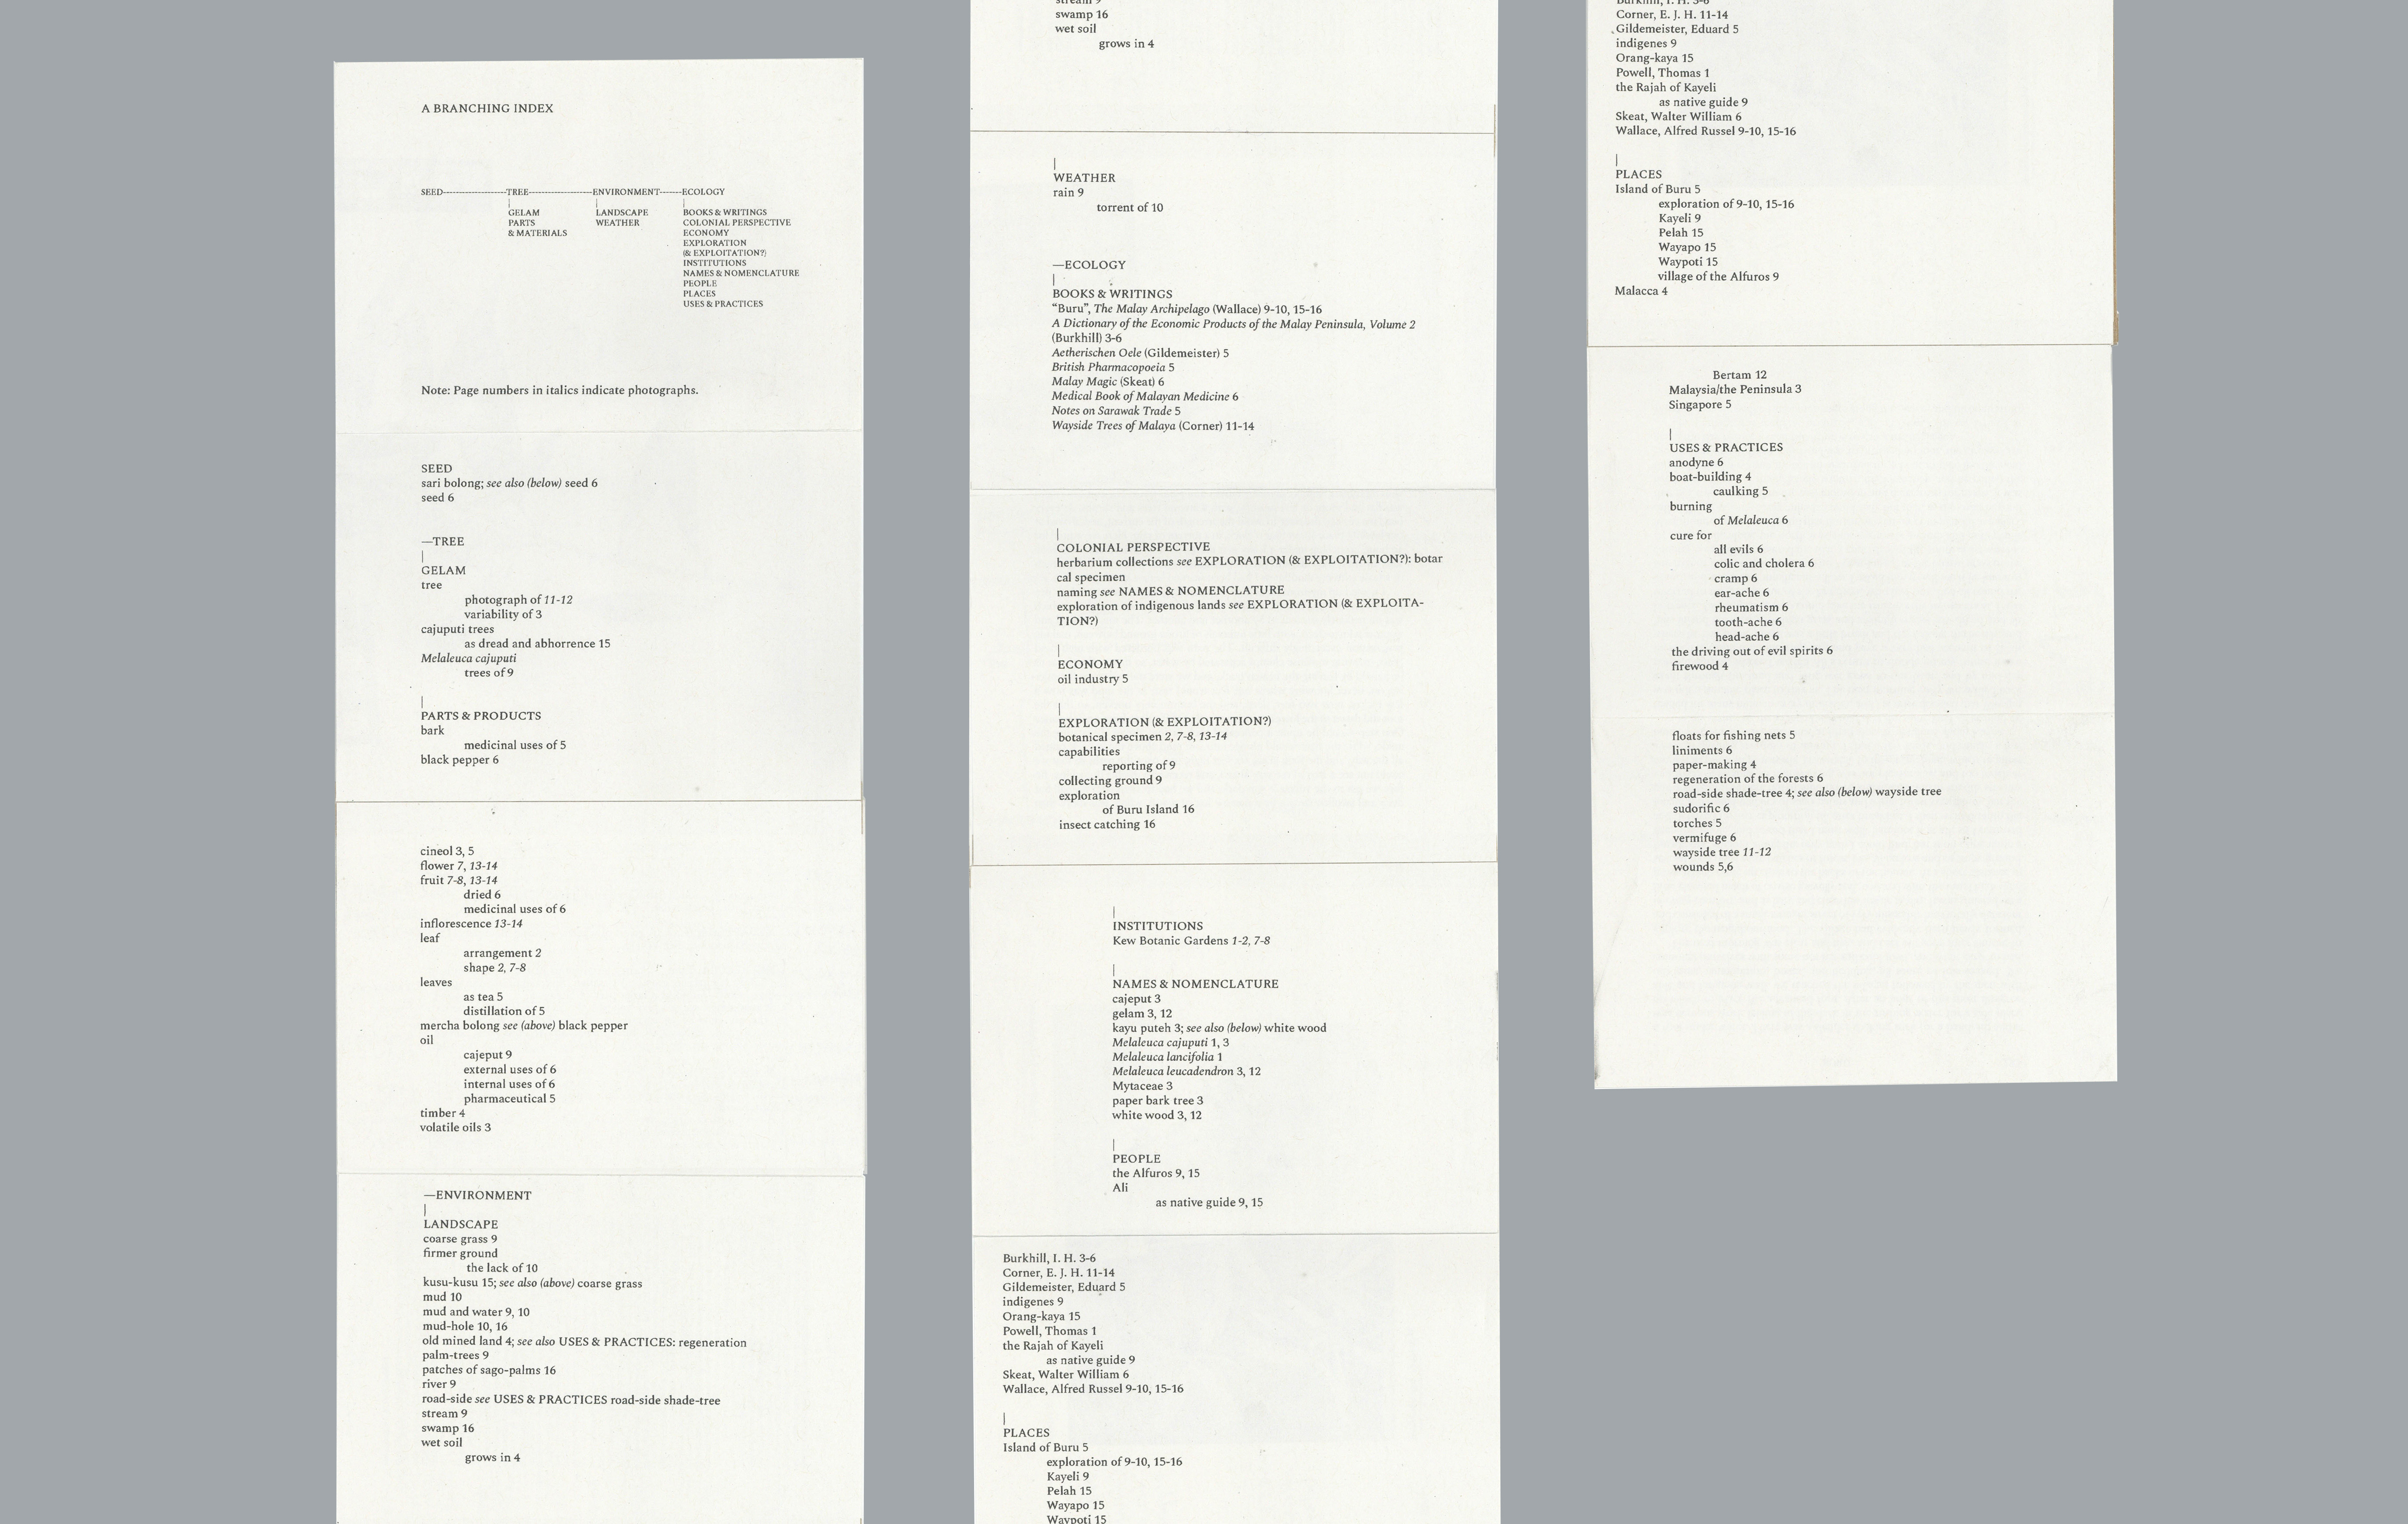 A BRANCHING INDEX
SEED--------------------TREE--------------------ENVIRONMENT-------ECOLOGY
| | |
GELAM LANDSCAPE BOOKS & WRITINGS
PARTS WEATHER COLONIAL PERSPECTIVE
& MATERIALS ECONOMY
EXPLORATION
(& EXPLOITATION?)
INSTITUTIONS
NAMES & NOMENCLATURE
PEOPLE
PLACES
USES & PRACTICES
Note: Page numbers in italics indicate photographs.
SEED
sari bolong; see also (below) seed 6
seed 6
—TREE
|
GELAM
tree
photograph of 11-12
variability of 3
cajuputi trees
as dread and abhorrence 15
Melaleuca cajuputi
trees of 9
|
PARTS & PRODUCTS
bark
medicinal uses of 5
black pepper 6
cineol 3, 5
flower 7, 13-14
fruit 7-8, 13-14
dried 6
medicinal uses of 6
inflorescence 13-14
leaf
arrangement 2
shape 2, 7-8
leaves
as tea 5
distillation of 5
mercha bolong see (above) black pepper
oil
cajeput 9
external uses of 6
internal uses of 6
pharmaceutical 5
timber 4
volatile oils 3
—ENVIRONMENT
|
LANDSCAPE
coarse grass 9
firmer ground
the lack of 10
kusu-kusu 15; see also (above) coarse grass
mud 10
mud and water 9, 10
mud-hole 10, 16
old mined land 4; see also USES & PRACTICES: regeneration
palm-trees 9
patches of sago-palms 16
river 9
road-side see USES & PRACTICES road-side shade-tree
stream 9
swamp 16
wet soil
grows in 4
stream 9
swamp 16
wet soil
grows in 4
|
WEATHER
rain 9
torrent of 10
—ECOLOGY
|
BOOKS & WRITINGS
“Buru”, The Malay Archipelago (Wallace) 9-10, 15-16
A Dictionary of the Economic Products of the Malay Peninsula, Volume 2
(Burkhill) 3-6
Aetherischen Oele (Gildemeister) 5
British Pharmacopoeia 5
Malay Magic (Skeat) 6
Medical Book of Malayan Medicine 6
Notes on Sarawak Trade 5
Wayside Trees of Malaya (Corner) 11-14
|
COLONIAL PERSPECTIVE
herbarium collections see EXPLORATION (& EXPLOITATION?): botar
cal specimen
naming see NAMES & NOMENCLATURE
exploration of indigenous lands see EXPLORATION (& EXPLOITA-
TION?)
|
ECONOMY
oil industry 5
|
EXPLORATION (& EXPLOITATION?)
botanical specimen 2, 7-8, 13-14
capabilities
reporting of 9
collecting ground 9
exploration
of Buru Island 16
insect catching 16
|
INSTITUTIONS
Kew Botanic Gardens 1-2, 7-8
|
NAMES & NOMENCLATURE
cajeput 3
gelam 3, 12
kayu puteh 3; see also (below) white wood
Melaleuca cajuputi 1, 3
Melaleuca lancifolia 1
Melaleuca leucadendron 3, 12
Mytaceae 3
paper bark tree 3
white wood 3, 12
|
PEOPLE
the Alfuros 9, 15
Ali
as native guide 9, 15
Burkhill, I. H. 3-6
Corner, E. J. H. 11-14
Gildemeister, Eduard 5
indigenes 9
Orang-kaya 15
Powell, Thomas 1
the Rajah of Kayeli
as native guide 9
Skeat, Walter William 6
Wallace, Alfred Russel 9-10, 15-16
|
PLACES
Island of Buru 5
exploration of 9-10, 15-16
Kayeli 9
Pelah 15
Wayapo 15
Waypoti 15
Burkhill, I. H. 3-6
Corner, E. J. H. 11-14
Gildemeister, Eduard 5
indigenes 9
Orang-kaya 15
Powell, Thomas 1
the Rajah of Kayeli
as native guide 9
Skeat, Walter William 6
Wallace, Alfred Russel 9-10, 15-16
|
PLACES
Island of Buru 5
exploration of 9-10, 15-16
Kayeli 9
Pelah 15
Wayapo 15
Waypoti 15
village of the Alfuros 9
Malacca 4
Bertam 12
Malaysia/the Peninsula 3
Singapore 5
|
USES & PRACTICES
anodyne 6
boat-building 4
caulking 5
burning
of Melaleuca 6
cure for
all evils 6
colic and cholera 6
cramp 6
ear-ache 6
rheumatism 6
tooth-ache 6
head-ache 6
the driving out of evil spirits 6
firewood 4
floats for fishing nets 5
liniments 6
paper-making 4
regeneration of the forests 6
road-side shade-tree 4; see also (below) wayside tree
sudorific 6
torches 5
vermifuge 6
wayside tree 11-12
wounds 5,6